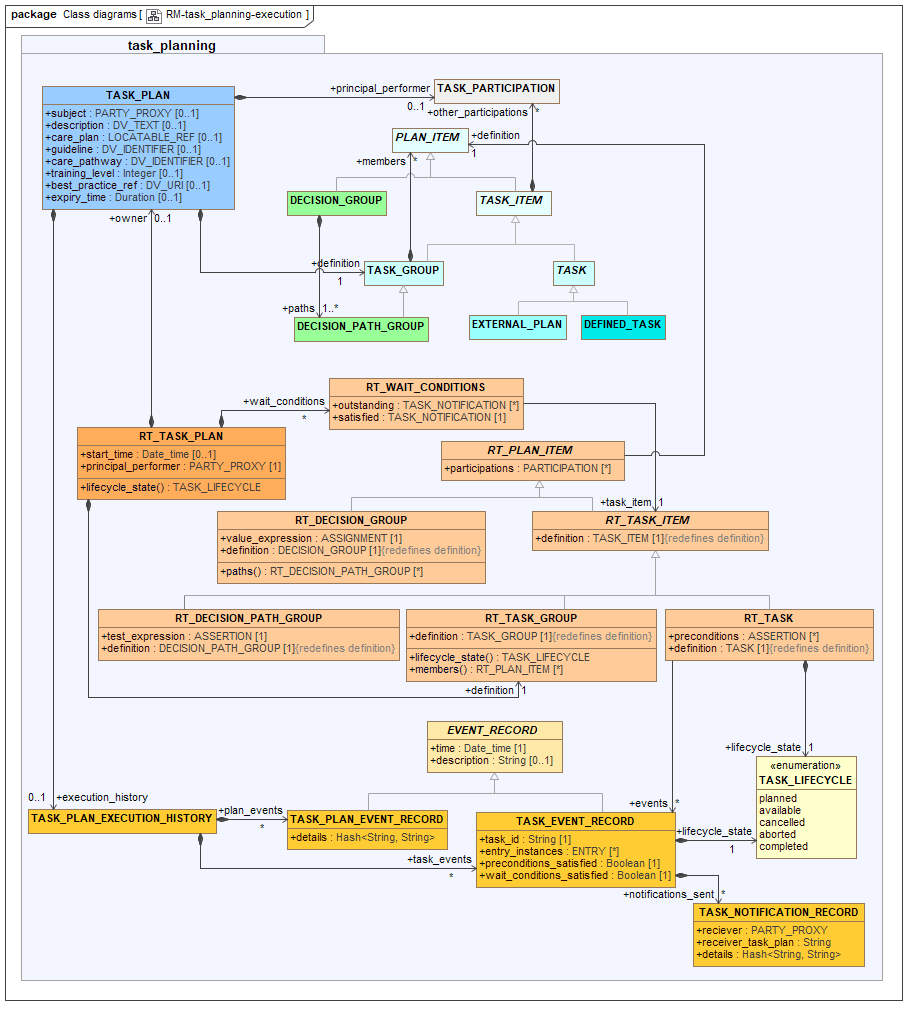 package Class diagrams [ RM-task_planning-execution ]
task_planning
TASK_PLAN
+subject : PARTY_PROXY [0..1]
+description : DV_TEXT [0..1]
+care_plan : LOCATABLE_REF [0..1]
+guideline : DV_IDENTIFIER [0..1]
+care_pathway : DV_IDENTIFIER [0..1]
+training_level : Integer [0..1]
+best_practice_ref : DV_URI [0..1]
+expiry_time : Duration [0..1]
+principal_performer
0..1
TASK_PARTICIPATION
+other_participations
*
PLAN_ITEM
+definition
1
+members
*
DECISION_GROUP
TASK_ITEM
+owner
0..1
+definition
1
TASK_GROUP
TASK
+paths
1..*
DECISION_PATH_GROUP
EXTERNAL_PLAN
DEFINED_TASK
RT_WAIT_CONDITIONS
+outstanding : TASK_NOTIFICATION [*]
+satisfied : TASK_NOTIFICATION [1]
+wait_conditions
*
RT_TASK_PLAN
+start_time : Date_time [0..1]
+principal_performer : PARTY_PROXY [1]
+lifecycle_state() : TASK_LIFECYCLE
RT_PLAN_ITEM
+participations : PARTICIPATION [*]
+task_item
1
RT_DECISION_GROUP
+value_expression : ASSIGNMENT [1]
+definition : DECISION_GROUP [1]{redefines definition}
+paths() : RT_DECISION_PATH_GROUP [*]
RT_TASK_ITEM
+definition : TASK_ITEM [1]{redefines definition}
RT_DECISION_PATH_GROUP
+test_expression : ASSERTION [1]
+definition : DECISION_PATH_GROUP [1]{redefines definition}
RT_TASK_GROUP
+definition : TASK_GROUP [1]{redefines definition}
+lifecycle_state() : TASK_LIFECYCLE
+members() : RT_PLAN_ITEM [*]
RT_TASK
+preconditions : ASSERTION [*]
+definition : TASK [1]{redefines definition}
+definition
1
EVENT_RECORD
+time : Date_time [1]
+description : String [0..1]
+lifecycle_state
1
«enumeration»
TASK_LIFECYCLE
planned
available
cancelled
aborted
completed
0..1
+execution_history
TASK_PLAN_EXECUTION_HISTORY
+plan_events
*
TASK_PLAN_EVENT_RECORD
+details : Hash<String, String>
+events
*
TASK_EVENT_RECORD
+task_id : String [1]
+entry_instances : ENTRY [*]
+preconditions_satisfied : Boolean [1]
+wait_conditions_satisfied : Boolean [1]
+lifecycle_state
1
+task_events
*
+notifications_sent
*
TASK_NOTIFICATION_RECORD
+reciever : PARTY_PROXY
+receiver_task_plan : String
+details : Hash<String, String>